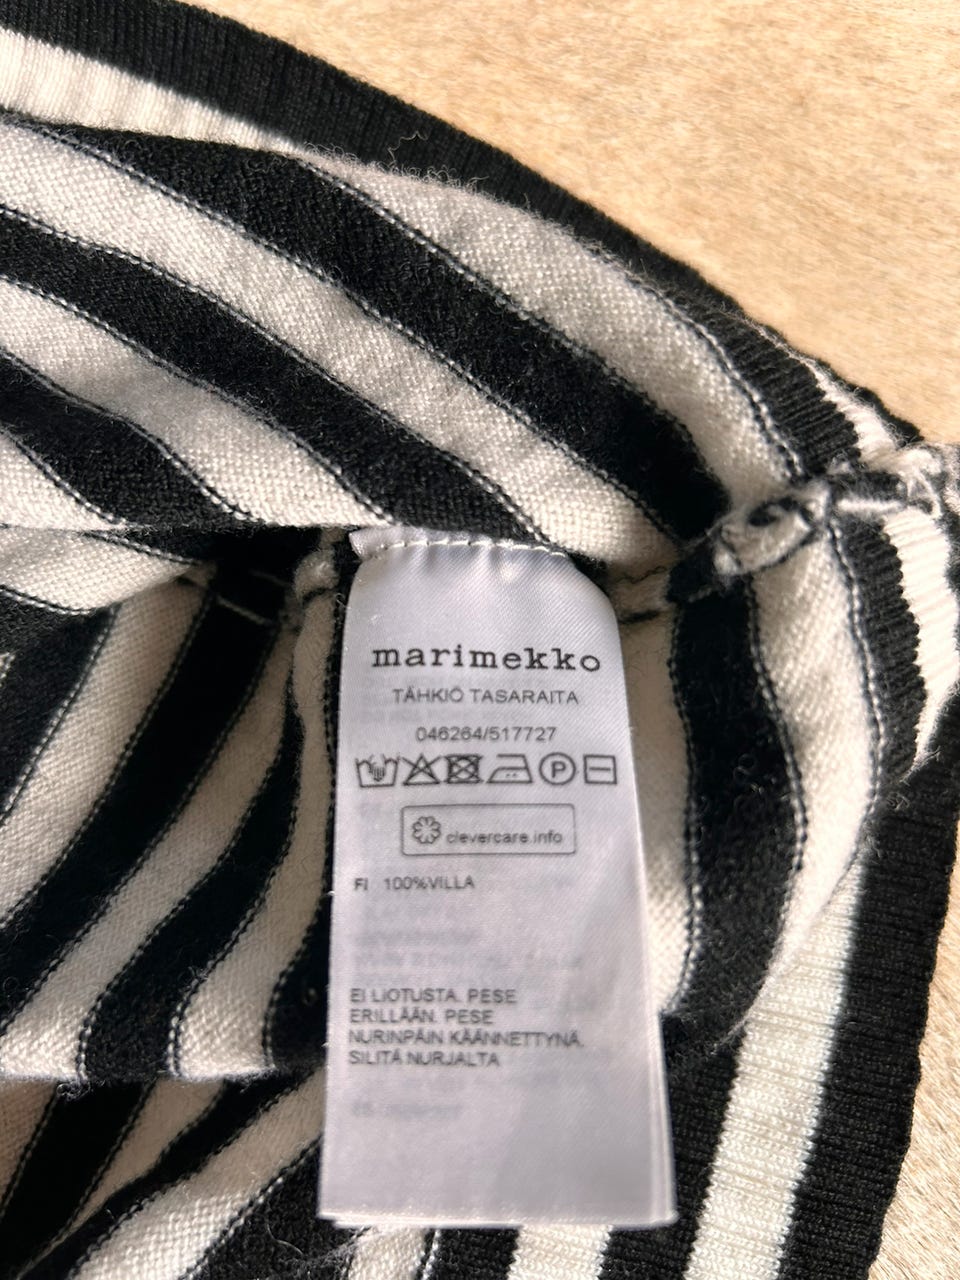 marimekko
TÄHKIÖ TASARAITA
046264/517727
P
clevercare.info
FI 100%VILLA
EI LIOTUSTA. PESE
ERILLÄÄN. PESE
NURINPÄIN KÄÄNNETTYNÄ.
SILITÄ NURJALTA